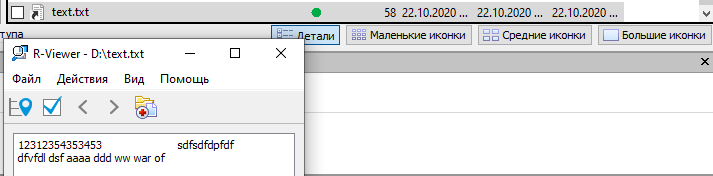 text.txt 58 22.10.2020 ... 22.10.2020 ... 22.10.2020 ...
Детали Маленькие иконки Средние иконки Большие иконки
R-Viewer - D:\text.txt
Файл Действия Вид Помощь
12312354353453 sdfsdfdpfdf
dfvfdl dsf aaaa ddd ww war of